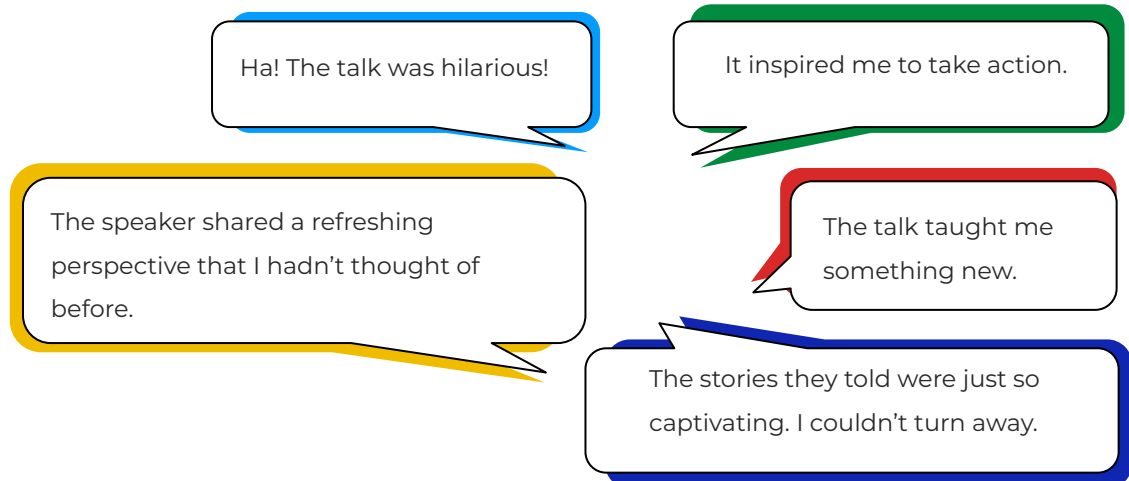 Ha! The talk was hilarious!
It inspired me to take action.
The speaker shared a refreshing
perspective that I hadn’t thought of
before.
The talk taught me
something new.
The stories they told were just so
captivating. I couldn’t turn away.